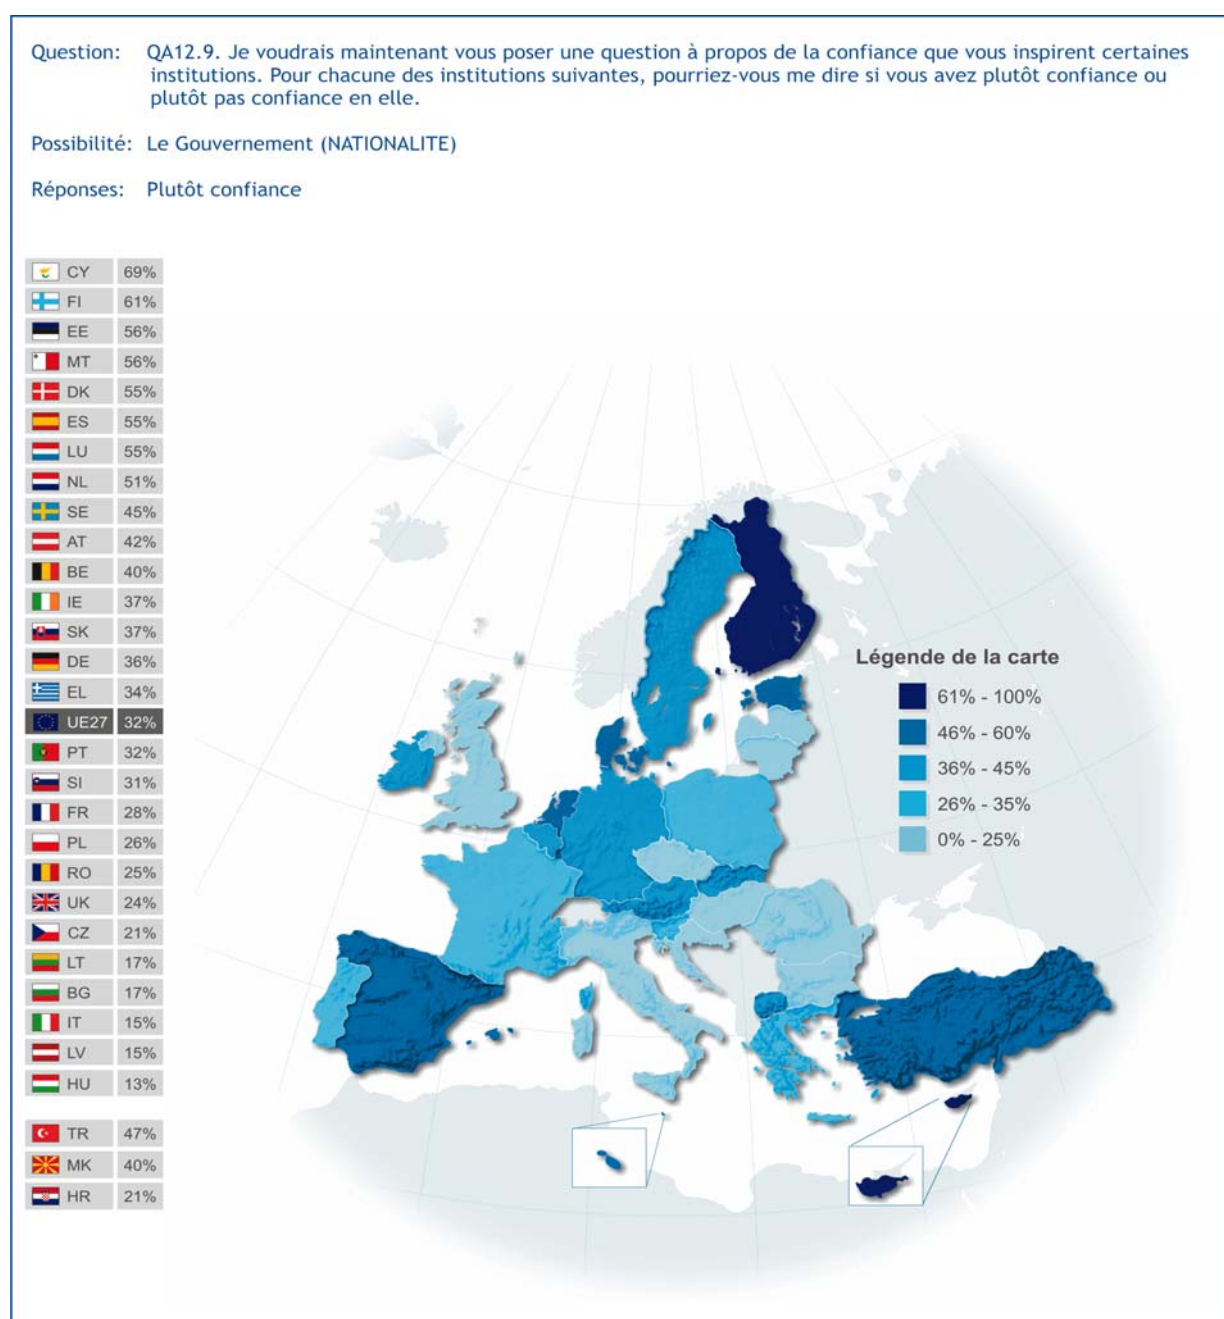 Question: QA12.9. Je voudrais maintenant vous poser une question à propos de la confiance que vous inspirent certaines
institutions. Pour chacune des institutions suivantes, pourriez-vous me dire si vous avez plutôt confiance ou
plutôt pas confiance en elle.
Possibilité: Le Gouvernement (NATIONALITE)
Réponses: Plutôt confiance
CY 69%
FI 61%
EE 56%
MT 56%
DK 55%
ES 55%
LU 55%
NL 51%
SE 45%
AT 42%
BE 40%
IE 37%
SK 37%
DE 36%
EL 34%
UE27 32%
PT 32%
SI 31%
FR 28%
PL 26%
RO 25%
UK 24%
CZ 21%
LT 17%
BG 17%
IT 15%
LV 15%
HU 13%
TR 47%
MK 40%
HR 21%
Légende de la carte
61% - 100%
46% - 60%
36% - 45%
26% - 35%
0% - 25%